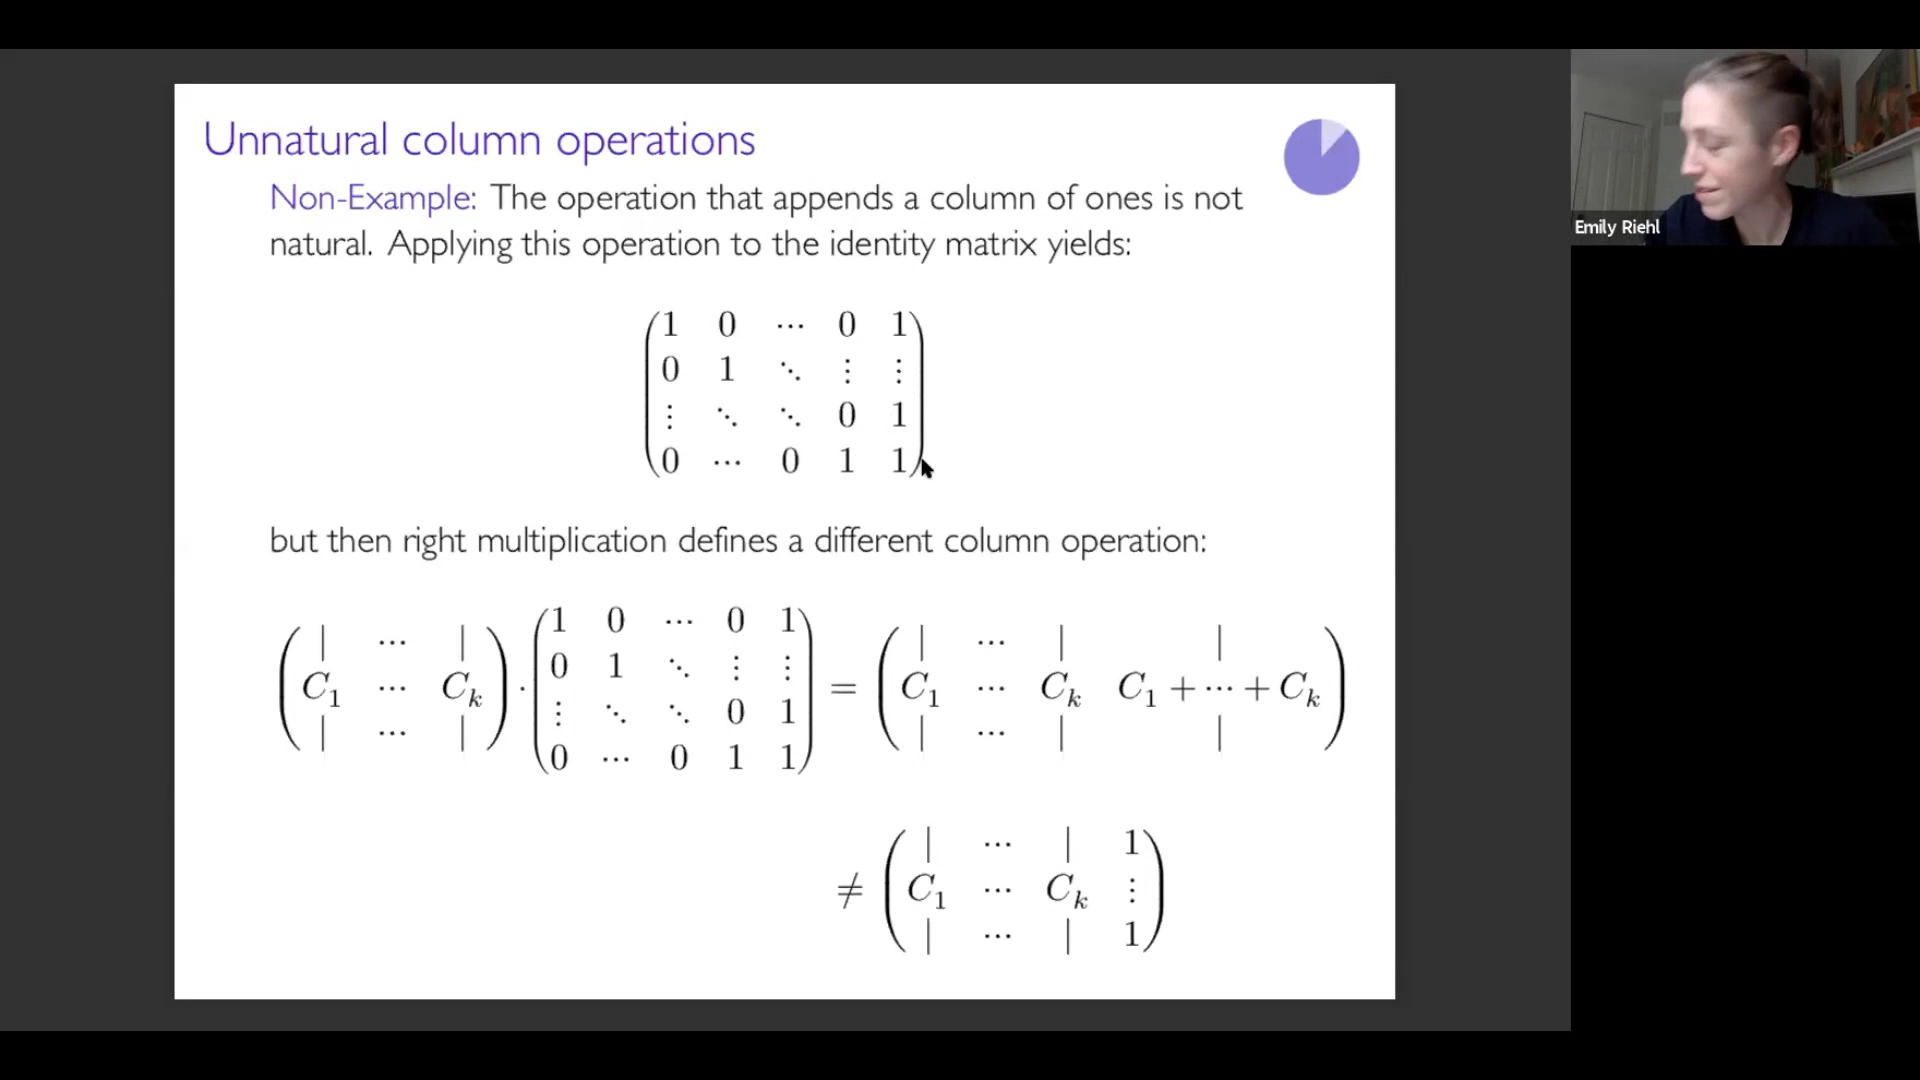 Unnatural column operations
Non-Example: The operation that appends a column of ones is not
natural. Applying this operation to the identity matrix yields:
1 0 ⋯ 0 1
0 1 ⋱ ⋮ ⋮
⋮ ⋱ ⋱ 0 1
0 ⋯ 0 1 1
but then right multiplication defines a different column operation:
( | ⋯ | ) ( 1 0 ⋯ 0 1 ) ( | ⋯ | | )
( C₁ ⋯ Cₖ ) · ( 0 1 ⋱ ⋮ ⋮ ) = ( C₁ ⋯ Cₖ C₁ + ⋯ + Cₖ )
( | ⋯ | ) ( ⋮ ⋱ ⋱ 0 1 ) ( | ⋯ | | )
( 0 ⋯ 0 1 1 )
( | ⋯ | 1 )
≠ ( C₁ ⋯ Cₖ ⋮ )
( | ⋯ | 1 )
Emily Riehl